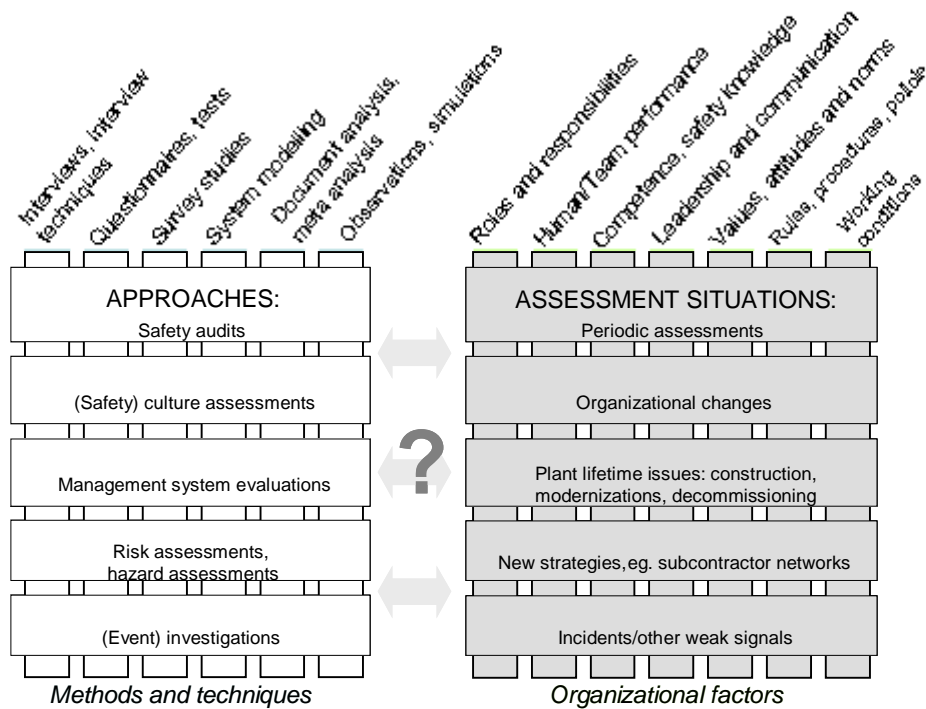 Interviews, interview
techniques
Questionnaires, tests
Survey studies
System modelling
Document analysis,
meta analysis
Observations, simulations
Roles and responsibilities
Human/Team performance
Competence, safety knowledge
Leadership and communication
Values, attitudes and norms
Rules, procedures,
Working
conditions
APPROACHES:
Safety audits
(Safety) culture assessments
Management system evaluations
Risk assessments,
hazard assessments
(Event) investigations
Methods and techniques
?
ASSESSMENT SITUATIONS:
Periodic assessments
Organizational changes
Plant lifetime issues: construction,
modernizations, decommissioning
New strategies,eg. subcontractor networks
Incidents/other weak signals
Organizational factors